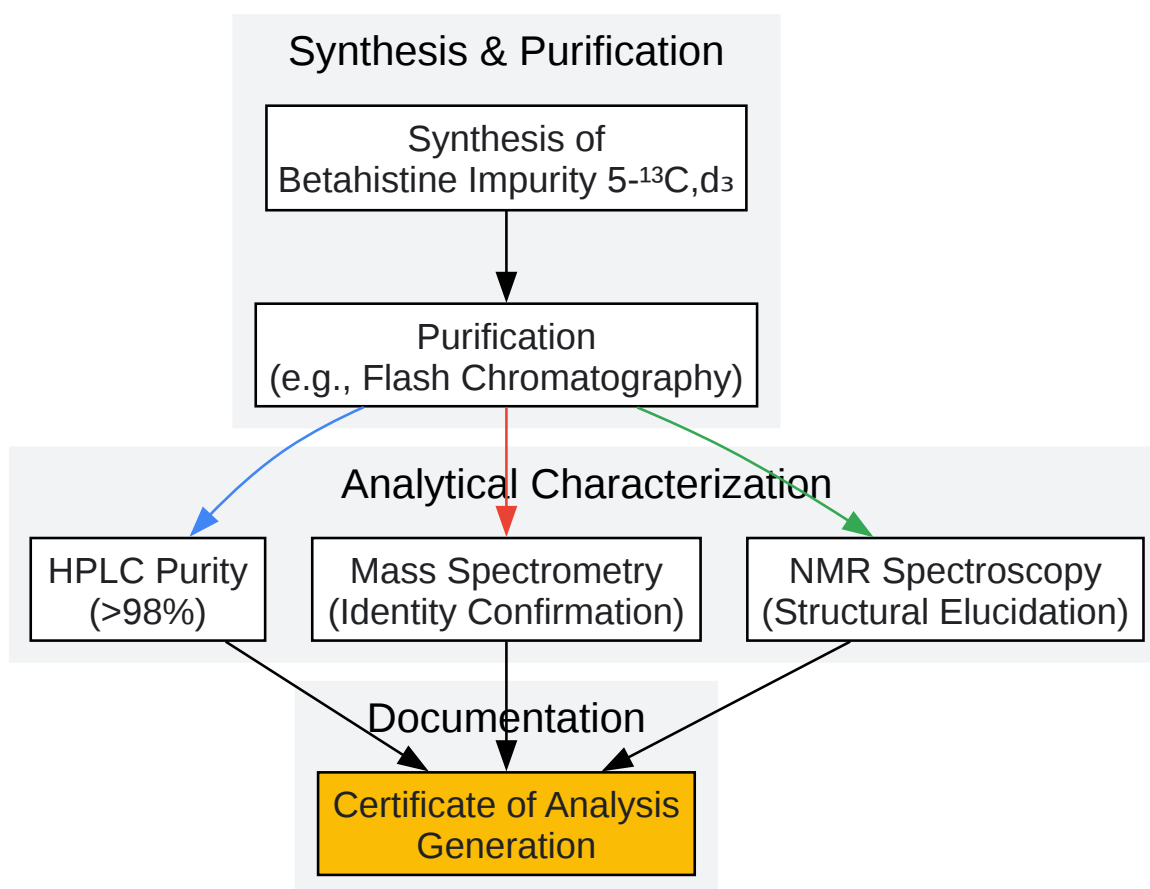 Synthesis & Purification
Synthesis of
Betahistine Impurity 5-¹³C,d₃
Purification
(e.g., Flash Chromatography)
Analytical Characterization
HPLC Purity
(>98%)
Mass Spectrometry
(Identity Confirmation)
NMR Spectroscopy
(Structural Elucidation)
Documentation
Certificate of Analysis
Generation